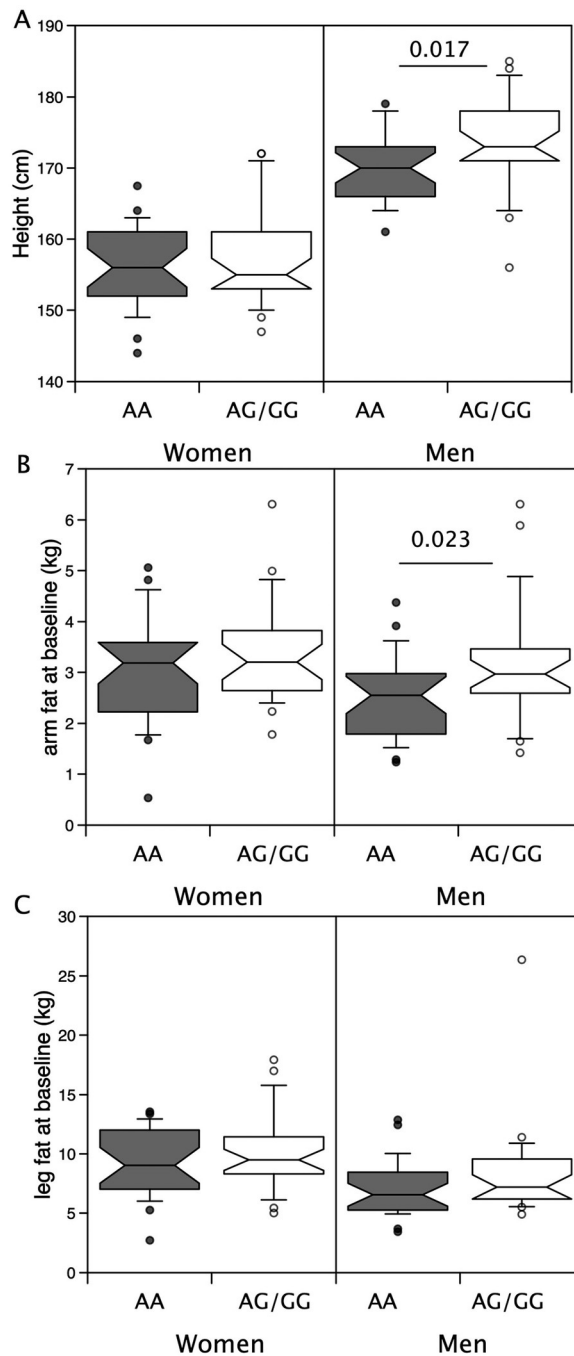 A
Height (cm)
190
180
170
160
150
140
0.017
AA AG/GG AA AG/GG
Women Men
B
arm fat at baseline (kg)
7
6
5
4
3
2
1
0
0.023
AA AG/GG AA AG/GG
Women Men
C
leg fat at baseline (kg)
30
25
20
15
10
5
0
AA AG/GG AA AG/GG
Women Men